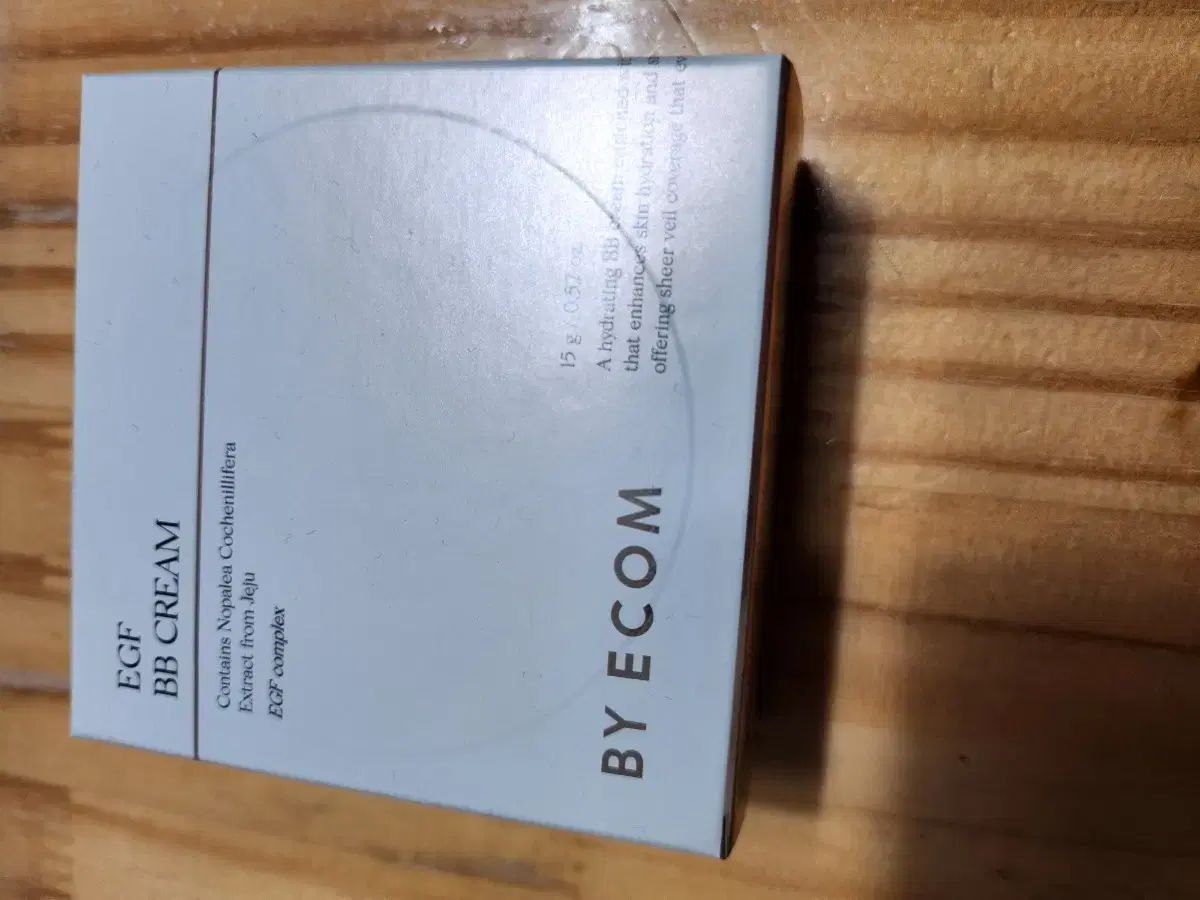 EGF
BB CREAM
Contains Nopalea Cochenillifera
Extract from Jeju
EGF complex
15 g / 0.52 oz
A hydrating BB cream
that enhances skin hydration and
offering sheer veil coverage that
BY ECOM